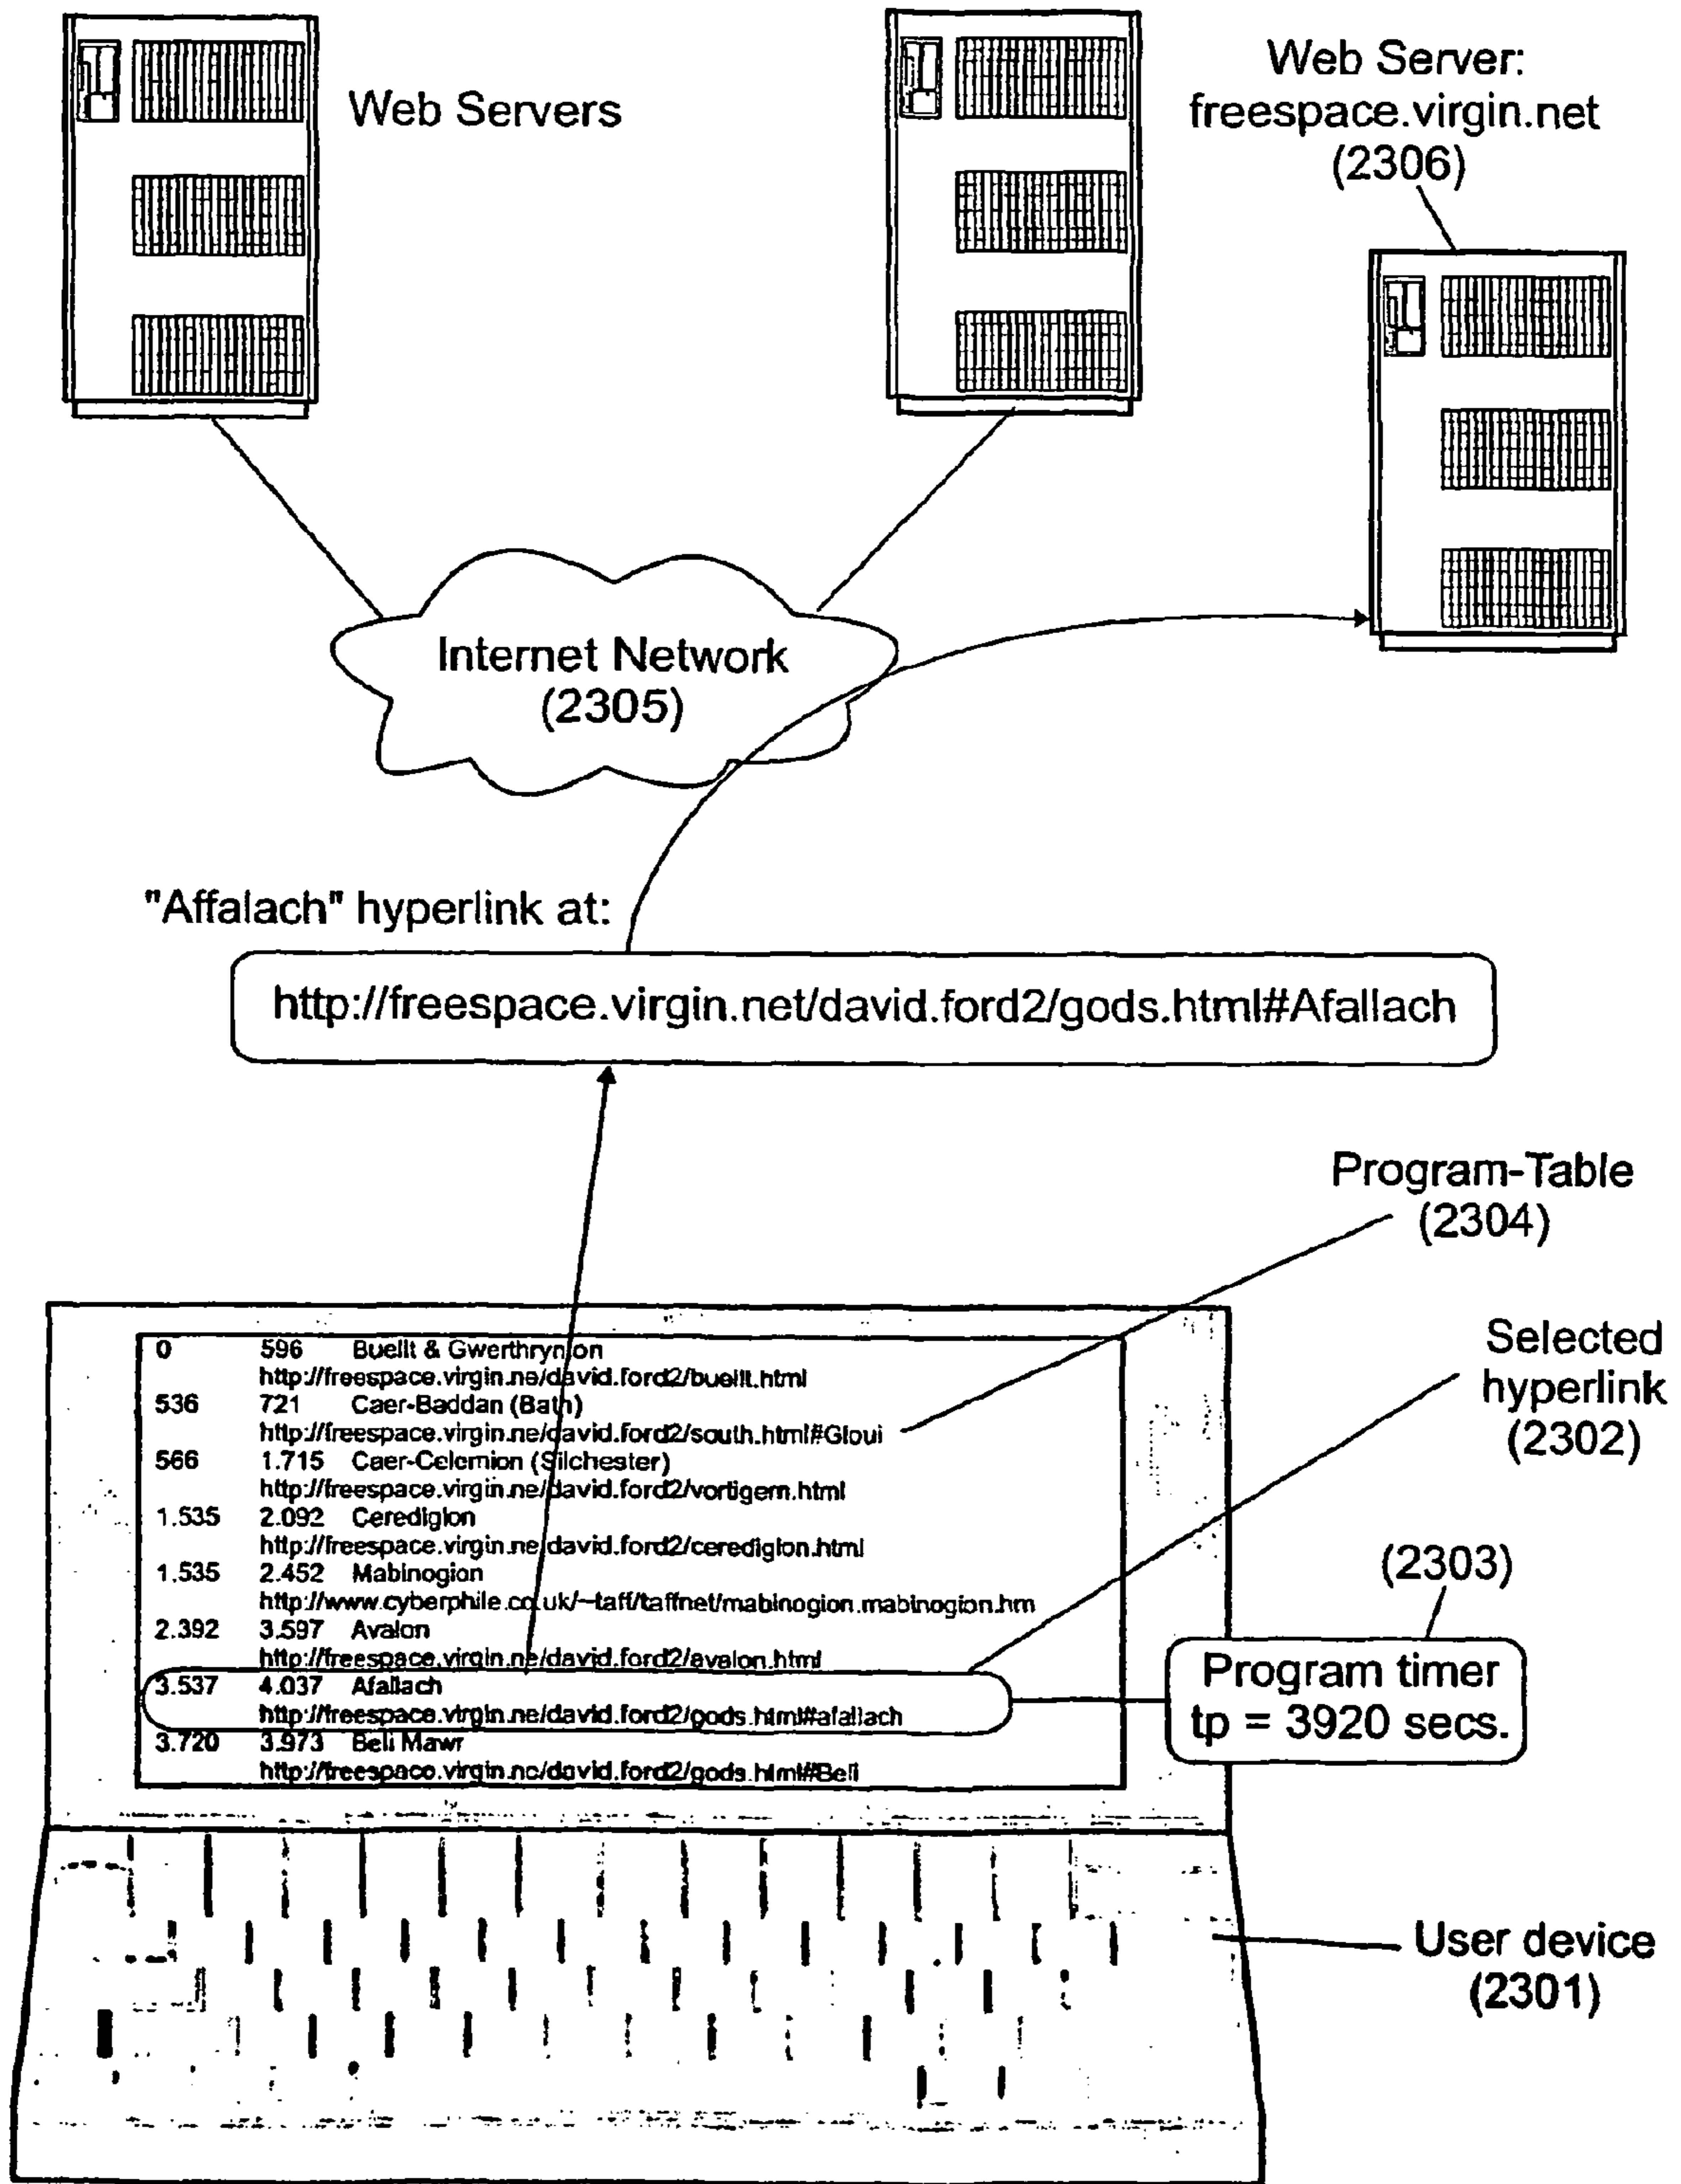 Web Servers
Web Server:
freespace.virgin.net
(2306)
Internet Network
(2305)
"Affalach" hyperlink at:
http://freespace.virgin.net/david.ford2/gods.html#Afallach
Program-Table
(2304)
Selected
hyperlink
(2302)
0 596 Buellt & Gwerthrynion
http://freespace.virgin.ne/david.ford2/buellt.html
536 721 Caer-Baddan (Bath)
http://freespace.virgin.ne/david.ford2/south.html#Gloui
566 1.715 Caer-Celemion (Silchester)
http://freespace.virgin.ne/david.ford2/vortigern.html
1.535 2.092 Ceredigion
http://freespace.virgin.ne/david.ford2/ceredigion.html
1.535 2.452 Mabinogion
http://www.cyberphile.co.uk/~taff/taffnet/mabinogion.mabinogion.hm
2.392 3.597 Avalon
http://freespace.virgin.ne/david.ford2/avalon.html
3.537 4.037 Afallach
http://freespace.virgin.ne/david.ford2/gods.html#afallach
3.720 3.973 Beli Mawr
http://freespace.virgin.ne/david.ford2/gods.html#Beli
(2303)
Program timer
tp = 3920 secs.
User device
(2301)